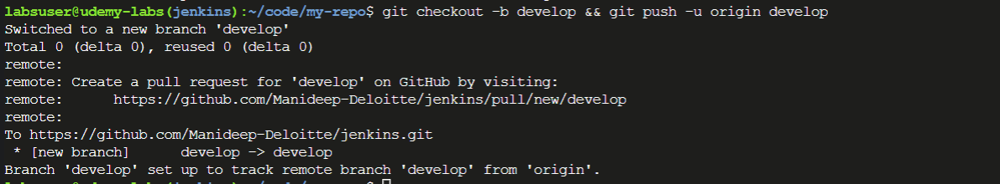 labsuser@udemy-labs(jenkins):~/code/my-repo$ git checkout -b develop && git push -u origin develop
Switched to a new branch 'develop'
Total 0 (delta 0), reused 0 (delta 0)
remote:
remote: Create a pull request for 'develop' on GitHub by visiting:
remote:      https://github.com/Manideep-Deloitte/jenkins/pull/new/develop
remote:
To https://github.com/Manideep-Deloitte/jenkins.git
 * [new branch]      develop -> develop
Branch 'develop' set up to track remote branch 'develop' from 'origin'.